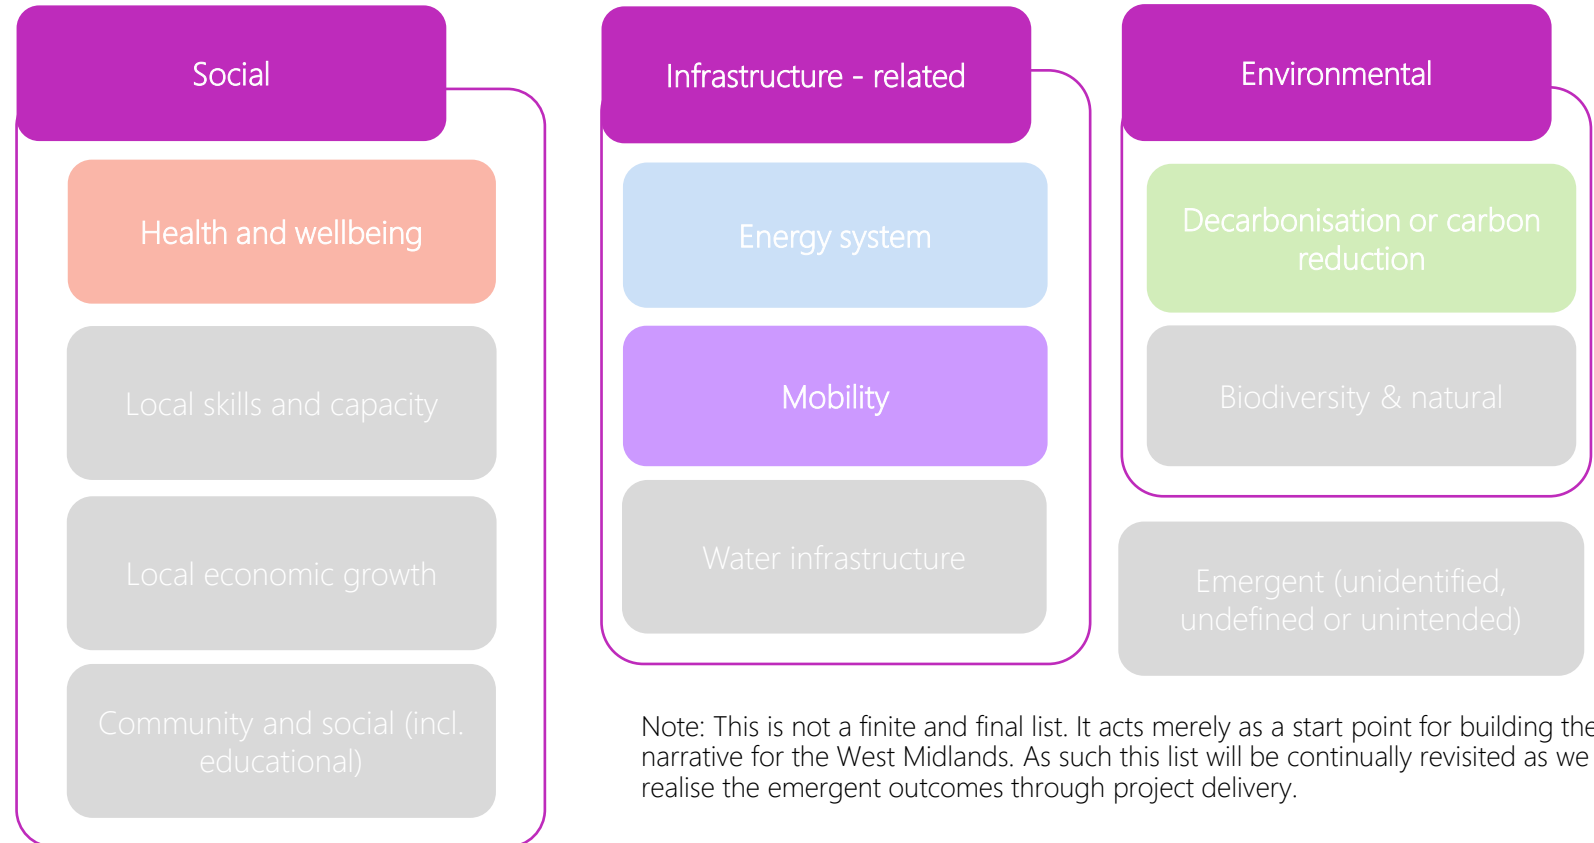 Social
Health and wellbeing
Local skills and capacity
Local economic growth
Community and social (incl.
educational)
Infrastructure - related
Energy system
Mobility
Water infrastructure
Environmental
Decarbonisation or carbon
reduction
Biodiversity & natural
Emergent (unidentified,
undefined or unintended)
Note: This is not a finite and final list. It acts merely as a start point for building the
narrative for the West Midlands. As such this list will be continually revisited as we
realise the emergent outcomes through project delivery.